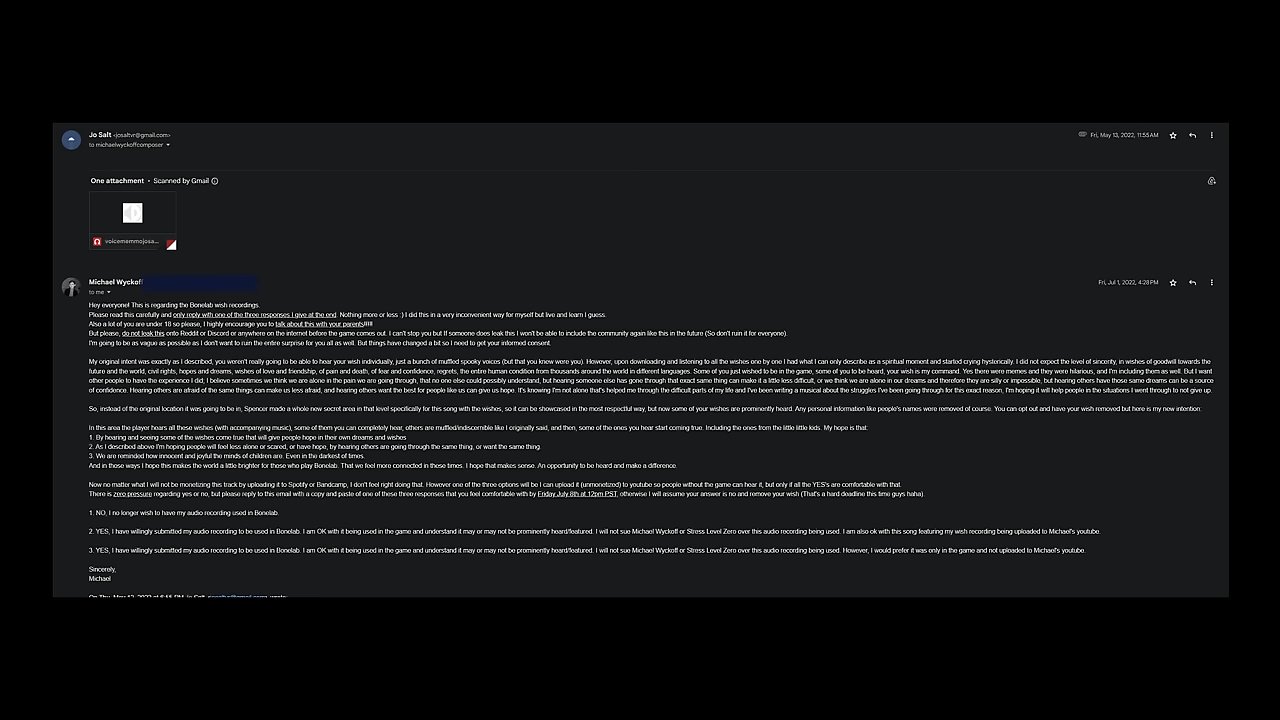 Jo Salt <josaltvr@gmail.com>
Fri, May 13, 2022, 11:55 AM
to michaelwyckoffcomposer
One attachment • Scanned by Gmail
voicememmojosa...
Michael Wyckoff
Fri, Jul 1, 2022, 4:28 PM
to me
Hey everyone! This is regarding the Bonelab wish recordings.
Please read this carefully and only reply with one of the three responses I give at the end. Nothing more or less :) I did this in a very inconvenient way for myself but live and learn I guess.
Also a lot of you are under 18 so please, I highly encourage you to talk about this with your parents!!!!!
But please, do not leak this onto Reddit or Discord or anywhere on the internet before the game comes out. I can't stop you but If someone does leak this I won't be able to include the community again like this in the future (So don't ruin it for everyone).
I'm going to be as vague as possible as I don't want to ruin the entire surprise for you all as well. But things have changed a bit so I need to get your informed consent.
My original intent was exactly as I described, you weren't really going to be able to hear your wish individually, just a bunch of muffled spooky voices (but that you knew were you). However, upon downloading and listening to all the wishes one by one I had what I can only describe as a spiritual moment and started crying hysterically. I did not expect the level of sincerity, in wishes of goodwill towards the
future and the world, civil rights, hopes and dreams, wishes of love and friendship, of pain and death, of fear and confidence, regrets, the entire human condition from thousands around the world in different languages. Some of you just wished to be in the game, some of you to be heard, your wish is my command. Yes there were memes and they were hilarious, and I'm including them as well. But I want
other people to have the experience I did, I believe sometimes we think we are alone in the pain we are going through, that no one else could possibly understand, but hearing someone else has gone through that exact same thing can make it a little less difficult, or we think we are alone in our dreams and therefore they are silly or impossible, but hearing others have those same dreams can be a source
of confidence. Hearing others are afraid of the same things can make us less afraid, and hearing others want the best for people like us can give us hope. It's knowing I'm not alone that's helped me through the difficult parts of my life and I've been writing a musical about the struggles I've been going through for this exact reason, I'm hoping it will help people in the situations I went through to not give up.
So, instead of the original location it was going to be in, Spencer made a whole new secret area in that level specifically for this song with the wishes, so it can be showcased in the most respectful way, but now some of your wishes are prominently heard. Any personal information like people's names were removed of course. You can opt out and have your wish removed but here is my new intention:
In this area the player hears all these wishes (with accompanying music), some of them you can completely hear, others are muffled/indiscernible like I originally said, and then, some of the ones you hear start coming true. Including the ones from the little little kids. My hope is that:
1. By hearing and seeing some of the wishes come true that will give people hope in their own dreams and wishes
2. As I described above I'm hoping people will feel less alone or scared, or have hope, by hearing others are going through the same thing, or want the same thing.
3. We are reminded how innocent and joyful the minds of children are. Even in the darkest of times.
And in those ways I hope this makes the world a little brighter for those who play Bonelab. That we feel more connected in these times. I hope that makes sense. An opportunity to be heard and make a difference.
Now no matter what I will not be monetizing this track by uploading it to Spotify or Bandcamp, I don't feel right doing that. However one of the three options will be I can upload it (unmonetized) to youtube so people without the game can hear it, but only if all the YES's are comfortable with that.
There is zero pressure regarding yes or no, but please reply to this email with a copy and paste of one of these three responses that you feel comfortable with by Friday July 8th at 12pm PST, otherwise I will assume your answer is no and remove your wish (That's a hard deadline this time guys haha).
1. NO, I no longer wish to have my audio recording used in Bonelab.
2. YES, I have willingly submitted my audio recording to be used in Bonelab. I am OK with it being used in the game and understand it may or may not be prominently heard/featured. I will not sue Michael Wyckoff or Stress Level Zero over this audio recording being used. I am also ok with this song featuring my wish recording being uploaded to Michael's youtube.
3. YES, I have willingly submitted my audio recording to be used in Bonelab. I am OK with it being used in the game and understand it may or may not be prominently heard/featured. I will not sue Michael Wyckoff or Stress Level Zero over this audio recording being used. However, I would prefer it was only in the game and not uploaded to Michael's youtube.
Sincerely,
Michael